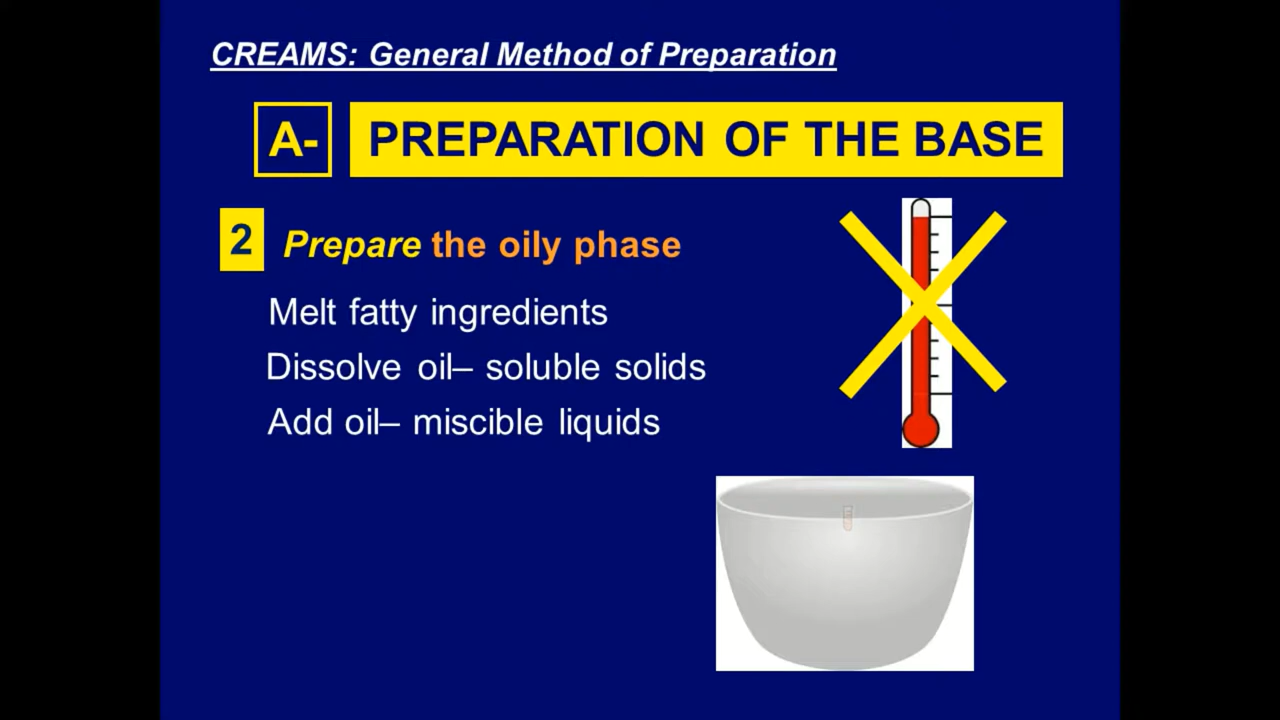 CREAMS: General Method of Preparation
A- PREPARATION OF THE BASE
2 Prepare the oily phase
Melt fatty ingredients
Dissolve oil– soluble solids
Add oil– miscible liquids